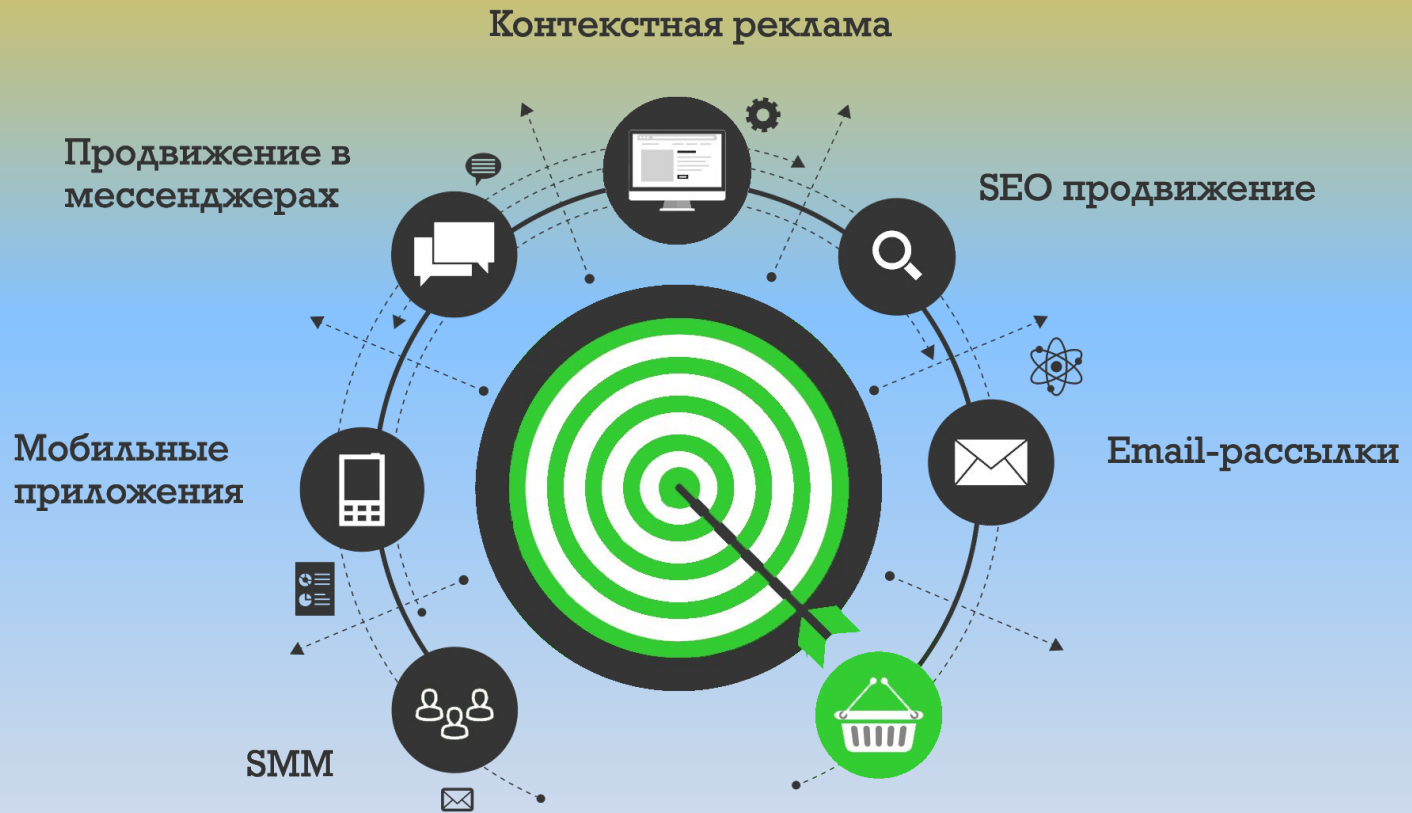 Контекстная реклама
Продвижение в
мессенджерах
SEO продвижение
Мобильные
приложения
Email-рассылки
SMM